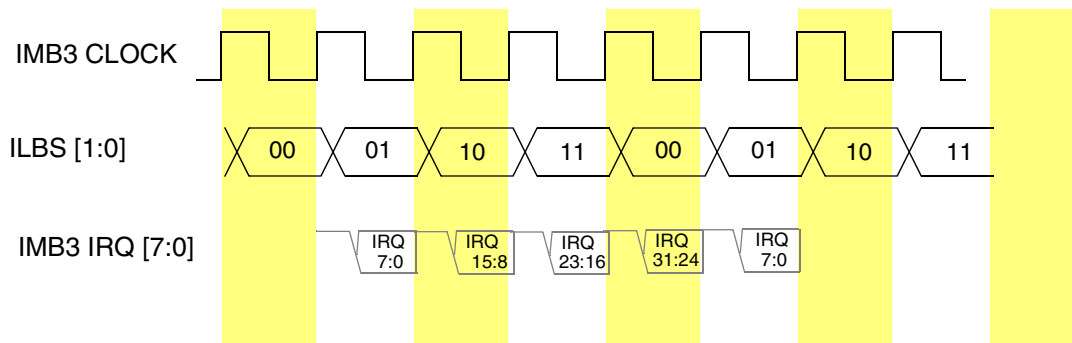 IMB3 CLOCK
ILBS [1:0]
00 01 10 11 00 01 10 11
IMB3 IRQ [7:0]
IRQ 7:0
IRQ 15:8
IRQ 23:16
IRQ 31:24
IRQ 7:0